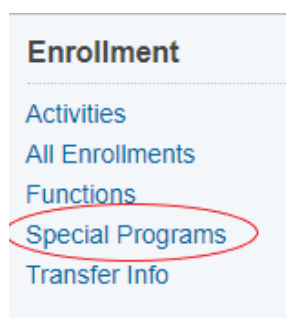 Enrollment
Activities
All Enrollments
Functions
Special Programs
Transfer Info